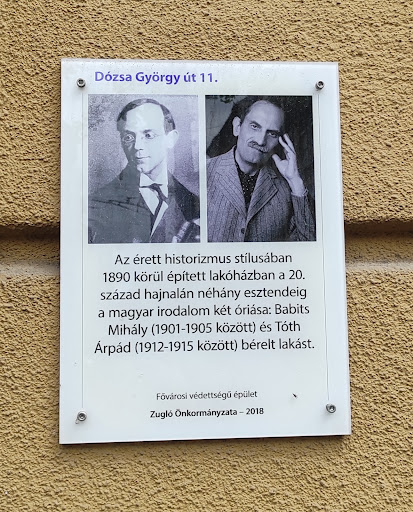 Dózsa György út 11.
Az érett historizmus stílusában
1890 körül épített lakóházban a 20.
század hajnalán néhány esztendeig
a magyar irodalom két óriása: Babits
Mihály (1901-1905 között) és Tóth
Árpád (1912-1915 között) bérelt lakást.
Fővárosi védettségű épület
Zugló Önkormányzata – 2018